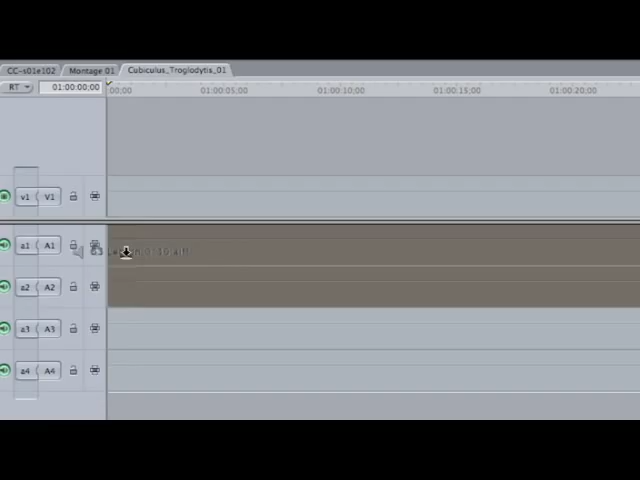 CC-s01e102 Montage 01 Cubiculus_Troglodytis_01
RT 01:00:00;00 00;00 01:00:05;00 01:00:10;00 01:00:15;00 01:00:20;00
v1 V1
a1 A1
a2 A2
a3 A3
a4 A4